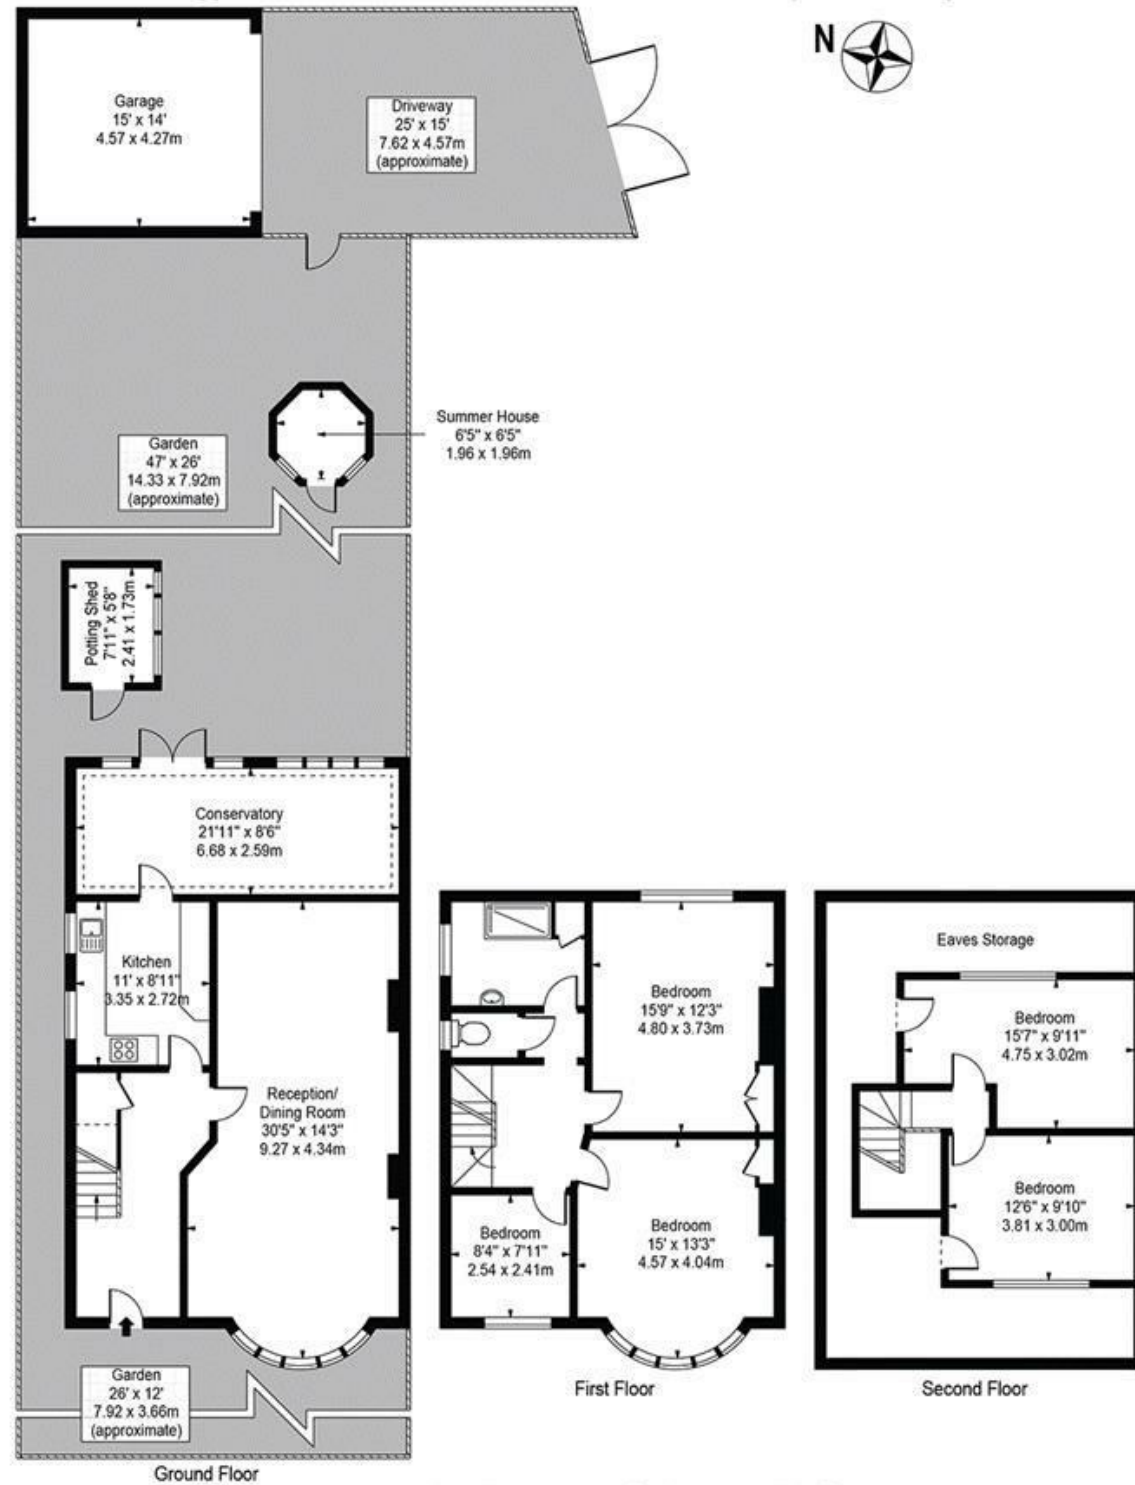 N
Garage
15' x 14'
4.57 x 4.27m
Driveway
25' x 15'
7.62 x 4.57m
(approximate)
Summer House
6'5" x 6'5"
1.96 x 1.96m
Garden
47' x 26'
14.33 x 7.92m
(approximate)
Potting Shed
7'11" x 5'8"
2.41 x 1.73m
Conservatory
21'11" x 8'6"
6.68 x 2.59m
Kitchen
11' x 8'11"
3.35 x 2.72m
Reception/
Dining Room
30'5" x 14'3"
9.27 x 4.34m
Garden
26' x 12'
7.92 x 3.66m
(approximate)
Ground Floor
Bedroom
15'9" x 12'3"
4.80 x 3.73m
Bedroom
8'4" x 7'11"
2.54 x 2.41m
Bedroom
15' x 13'3"
4.57 x 4.04m
First Floor
Eaves Storage
Bedroom
15'7" x 9'11"
4.75 x 3.02m
Bedroom
12'6" x 9'10"
3.81 x 3.00m
Second Floor